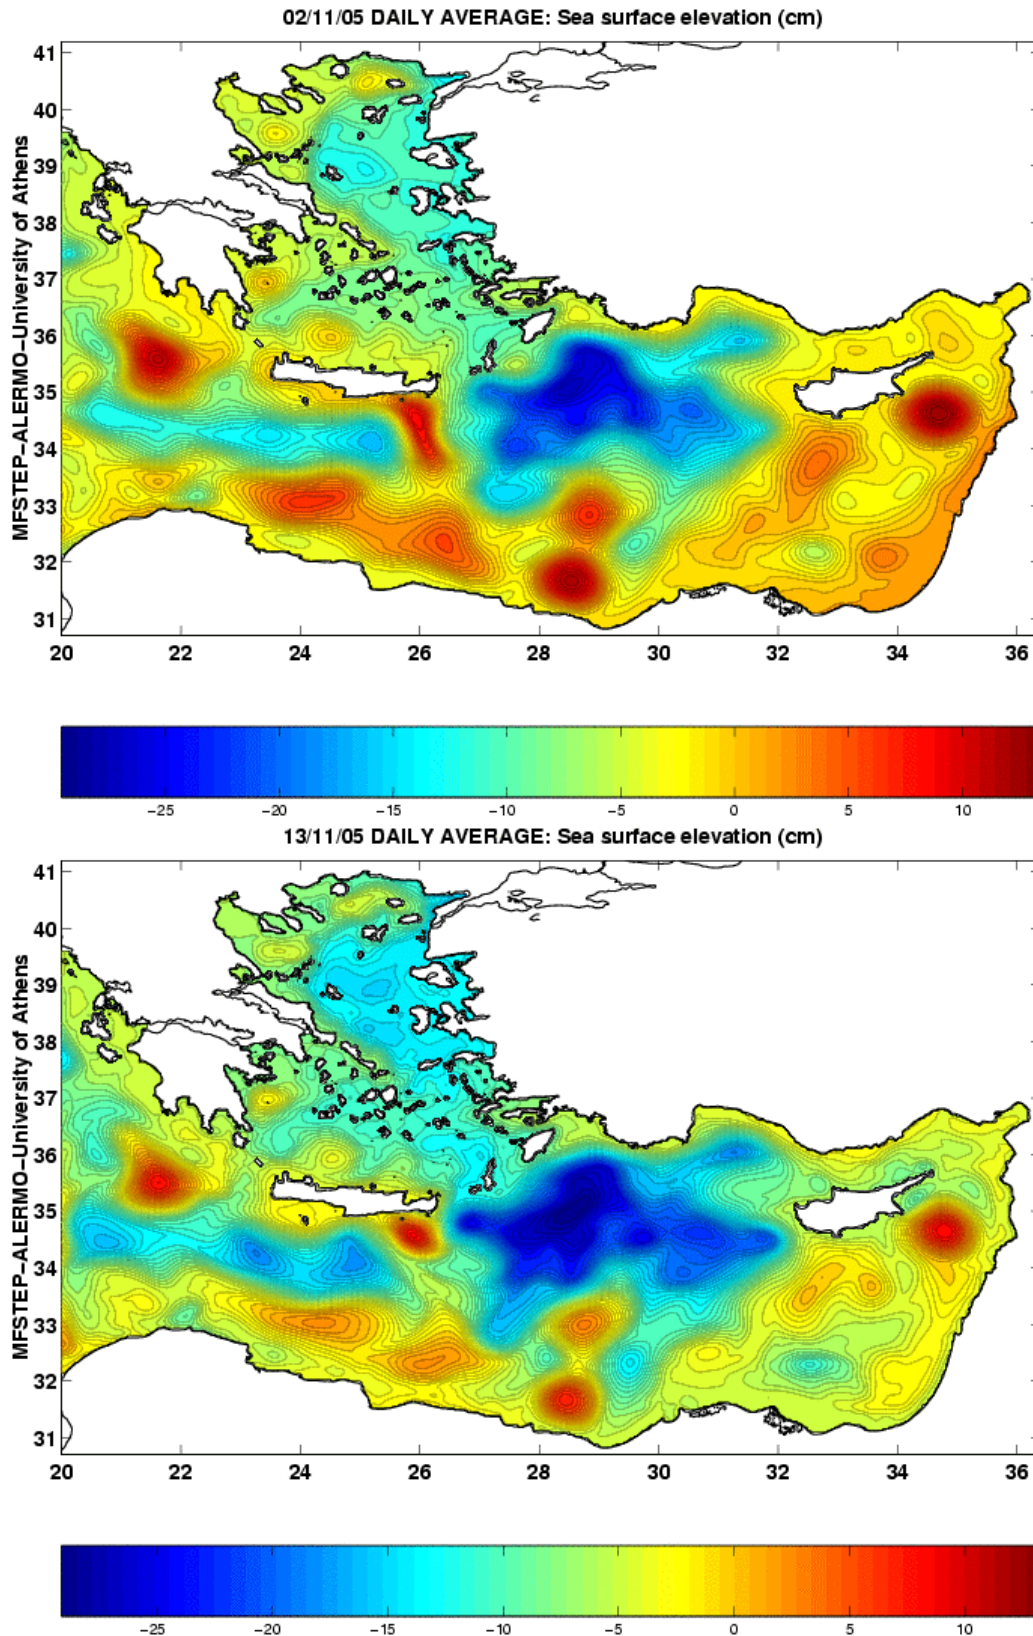 02/11/05 DAILY AVERAGE: Sea surface elevation (cm)
MFSTEP-ALERMO-University of Athens
41
40
39
38
37
36
35
34
33
32
31
20 22 24 26 28 30 32 34 36
-25 -20 -15 -10 -5 0 5 10
13/11/05 DAILY AVERAGE: Sea surface elevation (cm)
MFSTEP-ALERMO-University of Athens
41
40
39
38
37
36
35
34
33
32
31
20 22 24 26 28 30 32 34 36
-25 -20 -15 -10 -5 0 5 10